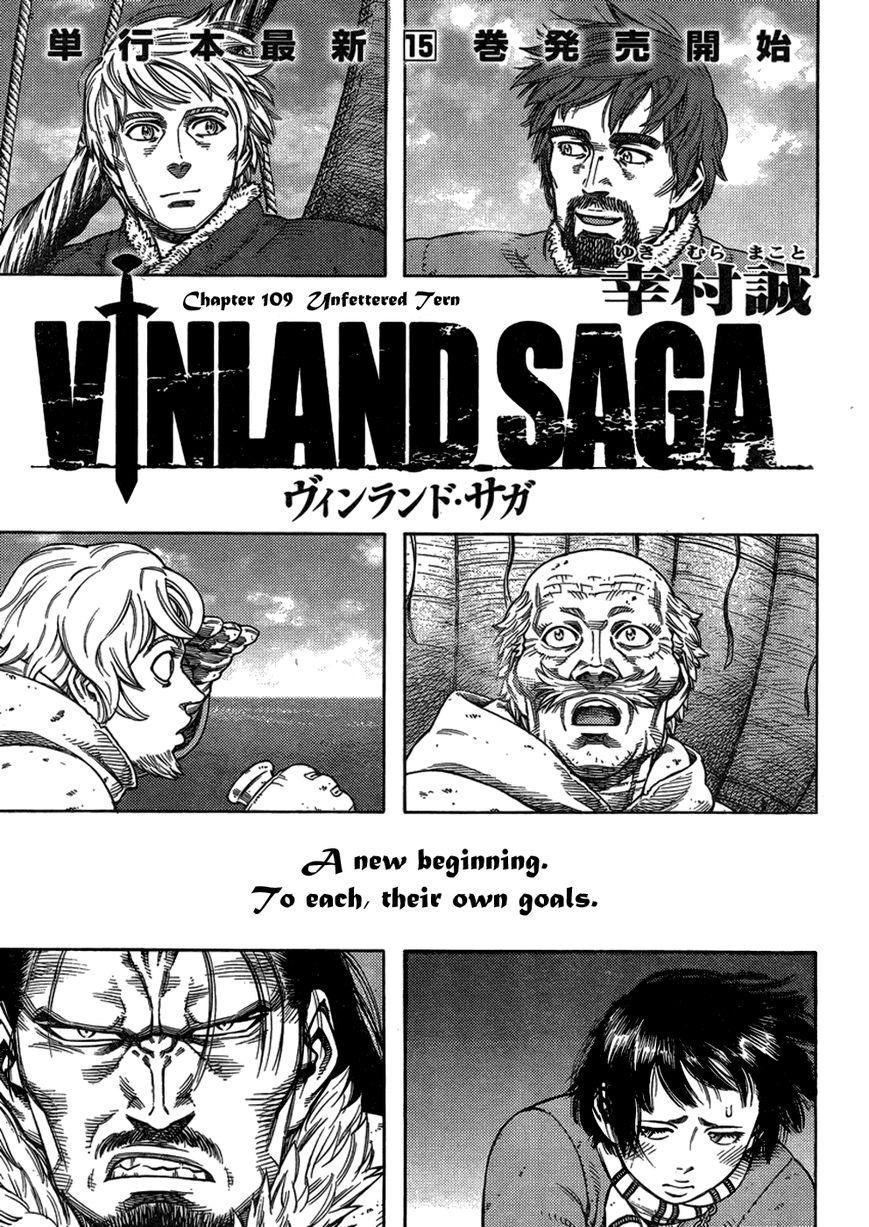 単行本最新15巻発売開始
ゆきむらまこと
幸村誠
Chapter 109 Unfettered Tern
VINLAND SAGA
ヴィンランド・サガ
A new beginning.
To each, their own goals.